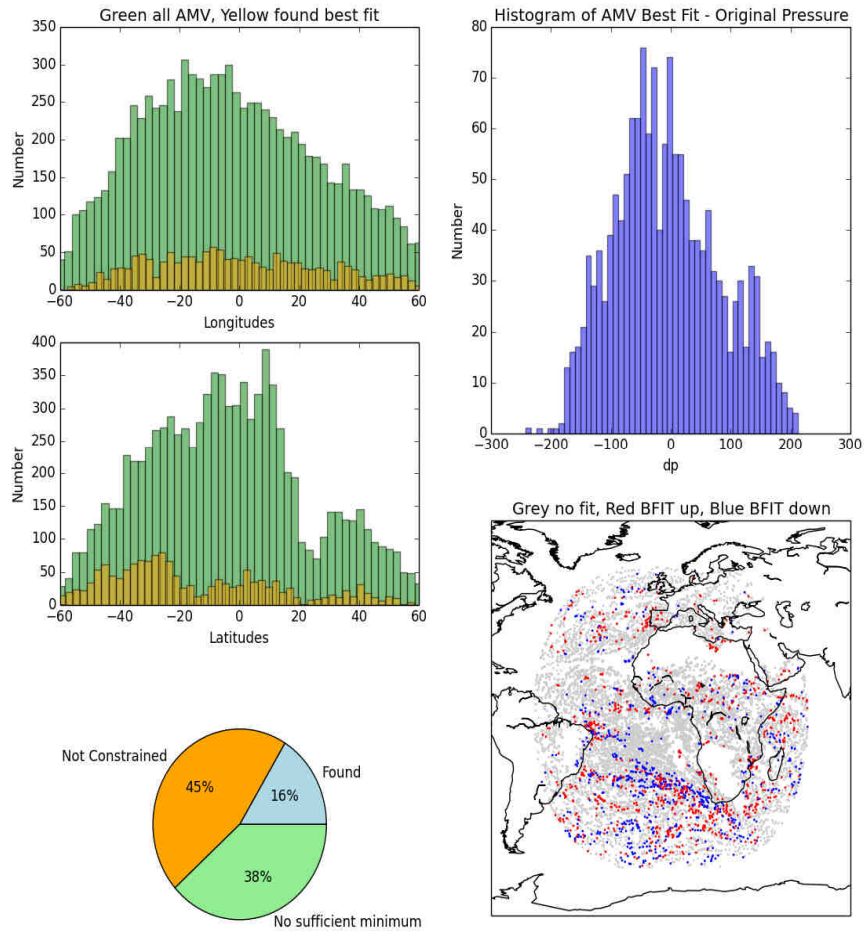 Green all AMV, Yellow found best fit
350
300
250
200
150
100
50
0
Number
−60 −40 −20 0 20 40 60
Longitudes
Histogram of AMV Best Fit - Original Pressure
80
70
60
50
40
30
20
10
0
Number
−300 −200 −100 0 100 200 300
dp
400
350
300
250
200
150
100
50
0
Number
−60 −40 −20 0 20 40 60
Latitudes
Grey no fit, Red BFIT up, Blue BFIT down
Not Constrained
45%
Found
16%
38%
No sufficient minimum